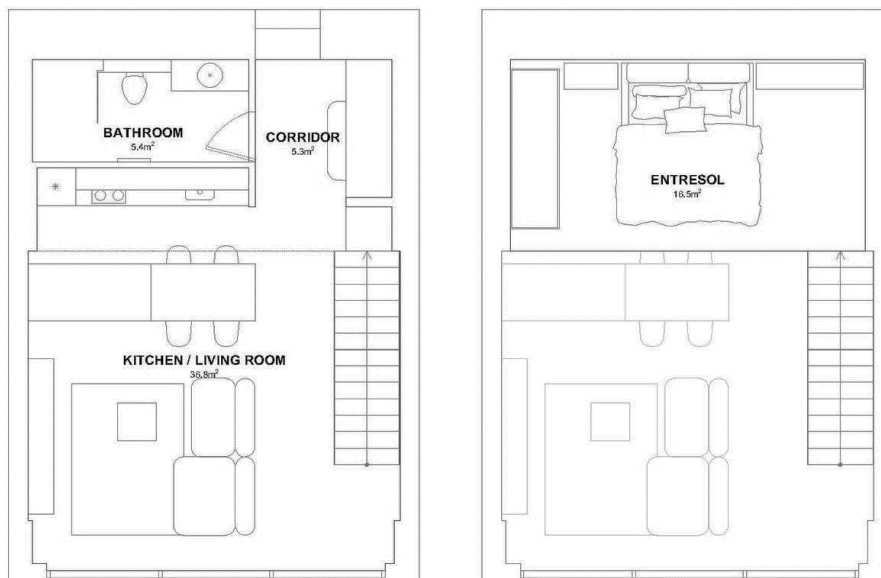 BATHROOM
5.4m²
CORRIDOR
5.3m²
KITCHEN / LIVING ROOM
36.8m²
ENTRESOL
16.5m²